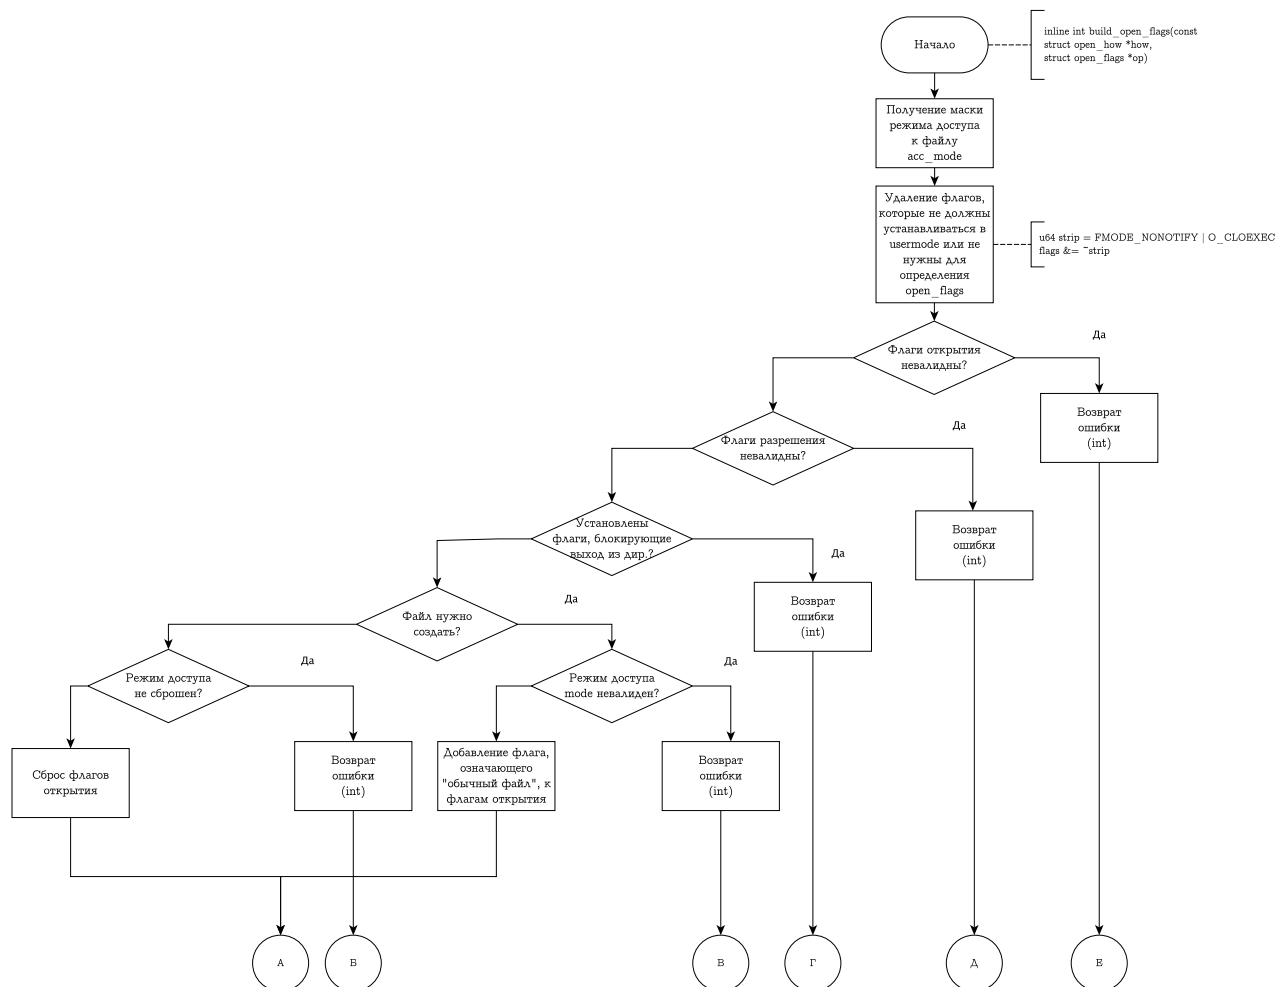 Начало
inline int build_open_flags(const
struct open_how *how,
struct open_flags *op)
Получение маски
режима доступа
к файлу
acc_mode
Удаление флагов,
которые не должны
устанавливаться в
usermode или не
нужны для
определения
open_flags
u64 strip = FMODE_NONOTIFY | O_CLOEXEC
flags &= ~strip
Флаги открытия
невалидны?
Да
Возврат
ошибки
(int)
Флаги разрешения
невалидны?
Да
Возврат
ошибки
(int)
Установлены
флаги, блокирующие
выход из дир.?
Да
Возврат
ошибки
(int)
Файл нужно
создать?
Да
Режим доступа
не сброшен?
Да
Режим доступа
mode невалиден?
Да
Сброс флагов
открытия
Возврат
ошибки
(int)
Добавление флага,
означающего
"обычный файл", к
флагам открытия
Возврат
ошибки
(int)
А
Б
В
Г
Д
Е